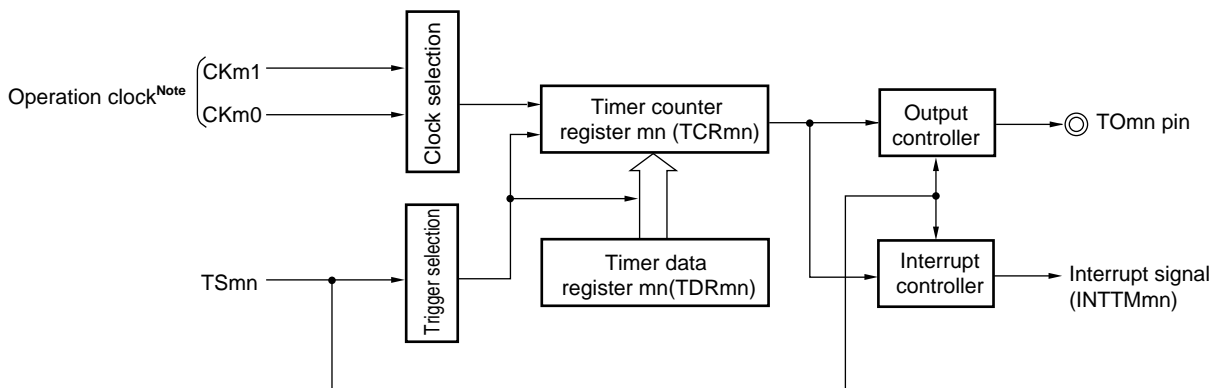 Operation clockNote
CKm1
CKm0
Clock selection
Timer counter
register mn (TCRmn)
Output
controller
TOmn pin
TSmn
Trigger selection
Timer data
register mn(TDRmn)
Interrupt
controller
Interrupt signal
(INTTMmn)